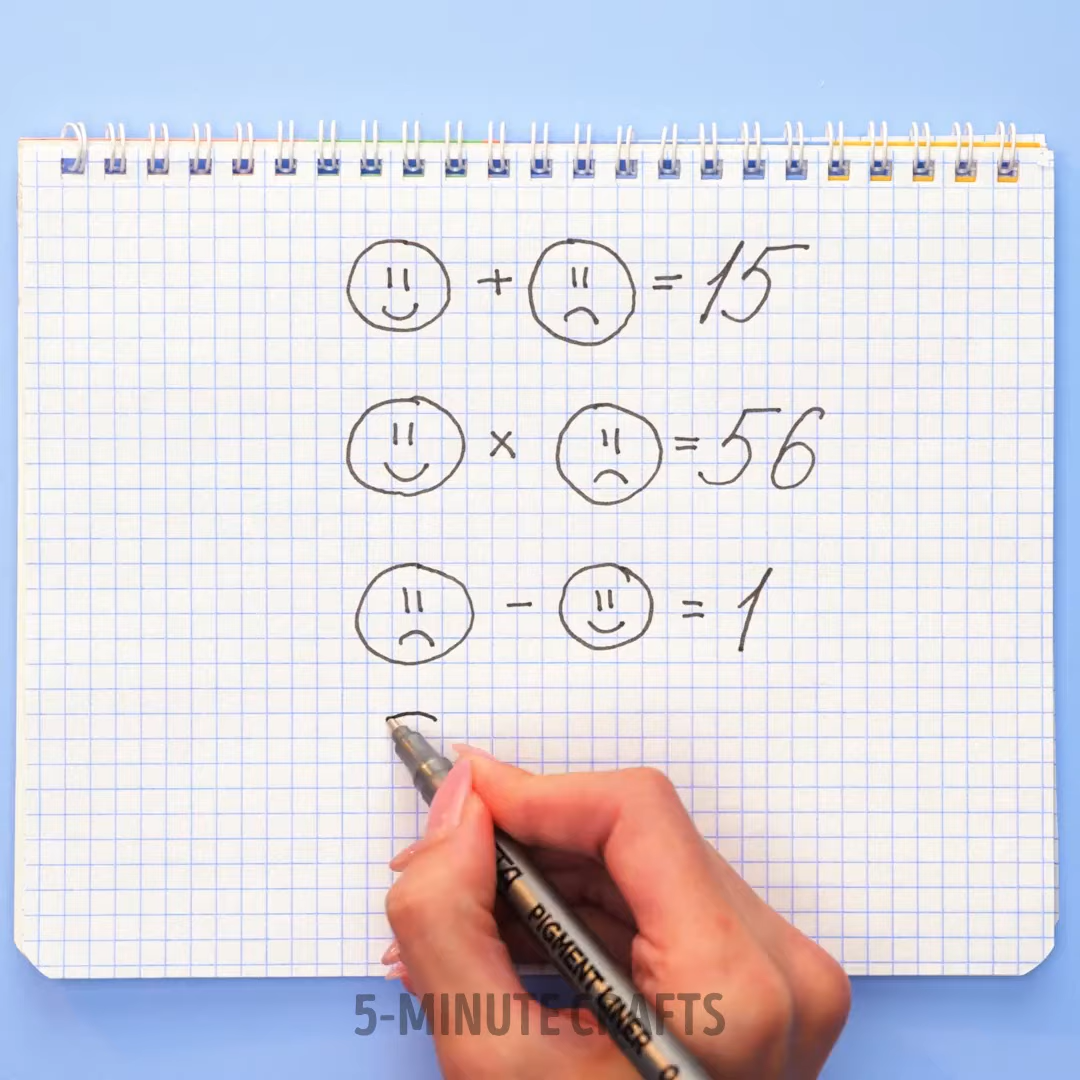 🙂 + 🙁 = 15
🙂 x 🙁 = 56
🙁 - 🙂 = 1
PIGMENT LINER
5-MINUTE CRAFTS